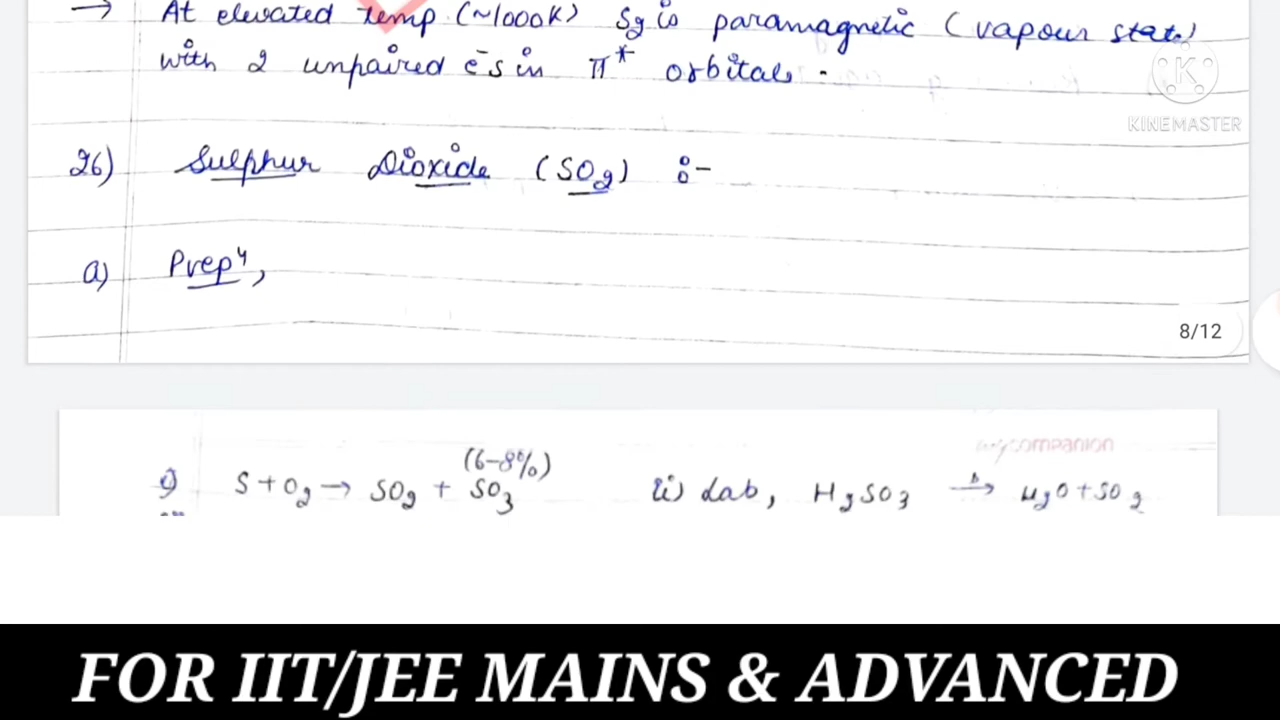 → At elevated temp (~1000K) S2 is paramagnetic (vapour state)
with 2 unpaired e⁻s in π* orbitals .
KINEMASTER
26) Sulphur Dioxide (SO2) :-
a) Prepⁿ,
8/12
companion
i) S + O2 → SO2 + SO3 (6-8%) ii) Lab, H2SO3 →Δ H2O + SO2
FOR IIT/JEE MAINS & ADVANCED